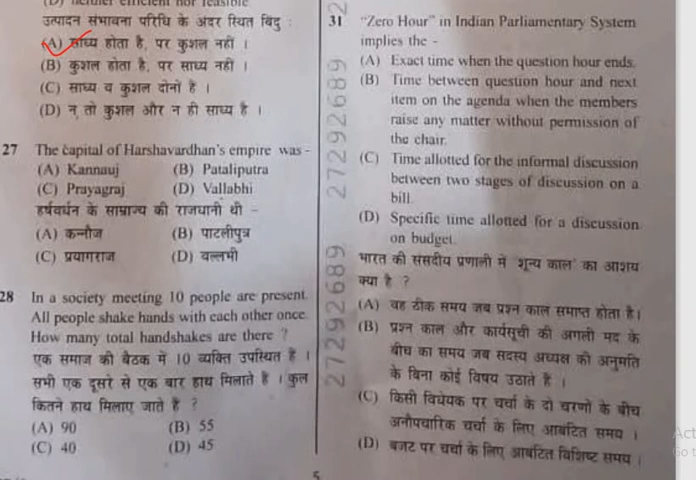 उत्पादन संभावना परिधि के अंदर स्थित बिंदु :
(A) साध्य होता है, पर कुशल नहीं ।
(B) कुशल होता है, पर साध्य नहीं ।
(C) साध्य व कुशल दोनों है ।
(D) न तो कुशल और न ही साध्य है ।
27 The capital of Harshavardhan's empire was -
(A) Kannauj (B) Pataliputra
(C) Prayagraj (D) Vallabhi
हर्षवर्धन के साम्राज्य की राजधानी थी –
(A) कन्नौज (B) पाटलीपुत्र
(C) प्रयागराज (D) वल्लभी
28 In a society meeting 10 people are present.
All people shake hands with each other once.
How many total handshakes are there ?
एक समाज की बैठक में 10 व्यक्ति उपस्थित है ।
सभी एक दूसरे से एक बार हाथ मिलाते है । कुल
कितने हाथ मिलाए जाते है ?
(A) 90 (B) 55
(C) 40 (D) 45
31 "Zero Hour" in Indian Parliamentary System
implies the -
(A) Exact time when the question hour ends.
(B) Time between question hour and next
item on the agenda when the members
raise any matter without permission of
the chair.
(C) Time allotted for the informal discussion
between two stages of discussion on a
bill.
(D) Specific time allotted for a discussion
on budget.
भारत की संसदीय प्रणाली में 'शून्य काल' का आशय
क्या है ?
(A) वह ठीक समय जब प्रश्न काल समाप्त होता है।
(B) प्रश्न काल और कार्यसूची की अगली मद के
बीच का समय जब सदस्य अध्यक्ष की अनुमति
के बिना कोई विषय उठाते हैं ।
(C) किसी विधेयक पर चर्चा के दो चरणों के बीच
अनौपचारिक चर्चा के लिए आबंटित समय ।
(D) बजट पर चर्चा के लिए आबंटित विशिष्ट समय ।
27292689
27292689
5